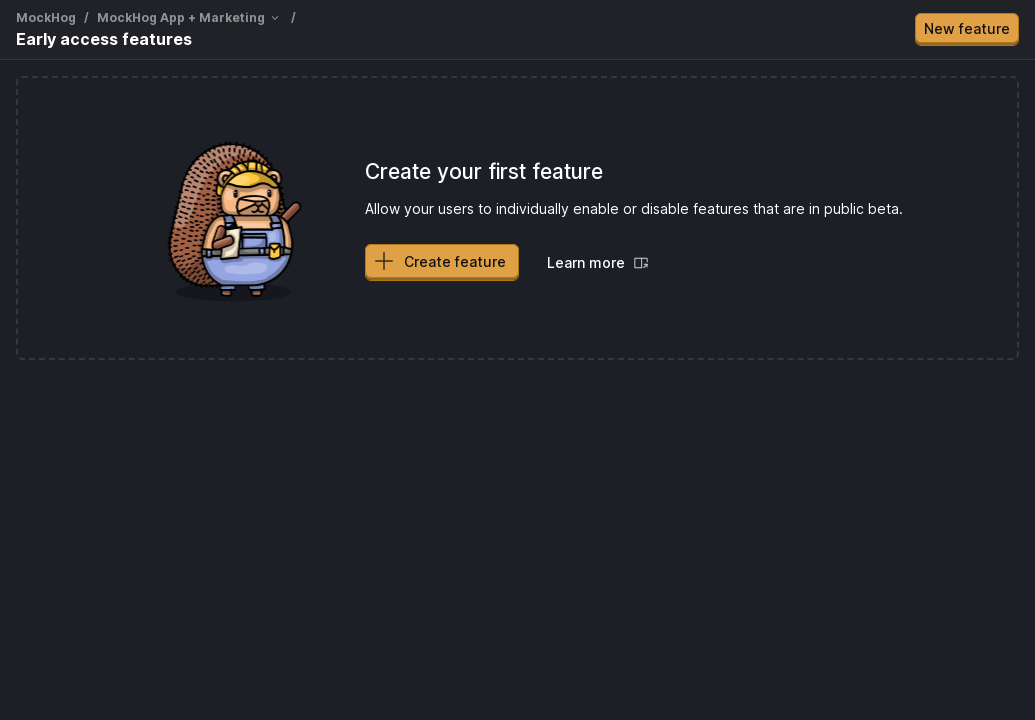 MockHog / MockHog App + Marketing /
Early access features
New feature
Create your first feature
Allow your users to individually enable or disable features that are in public beta.
Create feature
Learn more